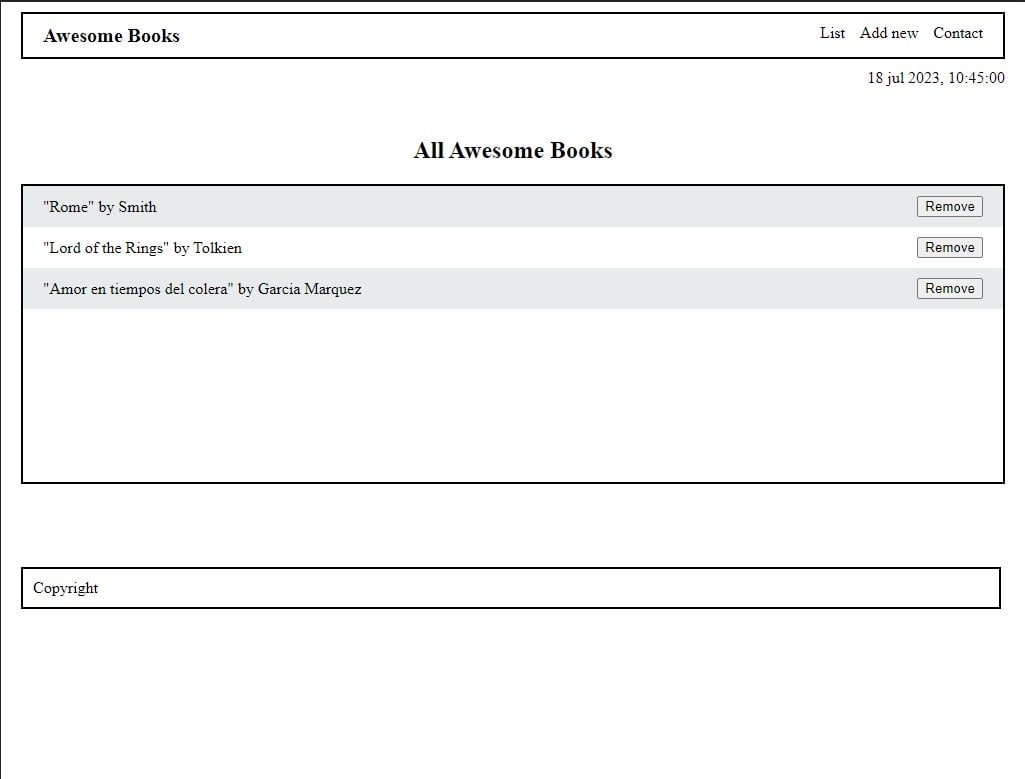 Awesome Books List Add new Contact
18 jul 2023, 10:45:00
All Awesome Books
"Rome" by Smith Remove
"Lord of the Rings" by Tolkien Remove
"Amor en tiempos del colera" by Garcia Marquez Remove
Copyright